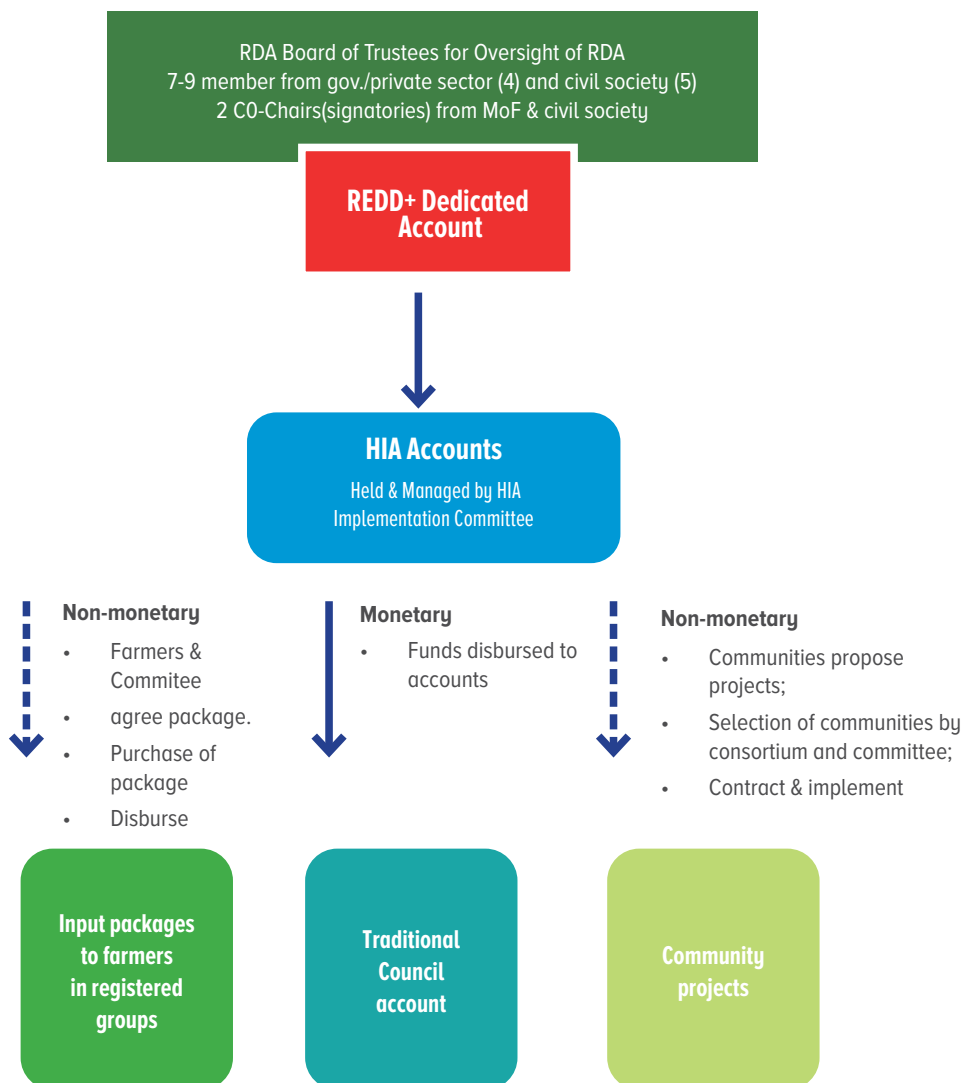 RDA Board of Trustees for Oversight of RDA
7-9 member from gov./private sector (4) and civil society (5)
2 C0-Chairs(signatories) from MoF & civil society
REDD+ Dedicated
Account
HIA Accounts
Held & Managed by HIA
Implementation Committee
Non-monetary
• Farmers &
Commitee
• agree package.
• Purchase of
package
• Disburse
Monetary
• Funds disbursed to
accounts
Non-monetary
• Communities propose
projects;
• Selection of communities by
consortium and committee;
• Contract & implement
Input packages
to farmers
in registered
groups
Traditional
Council
account
Community
projects